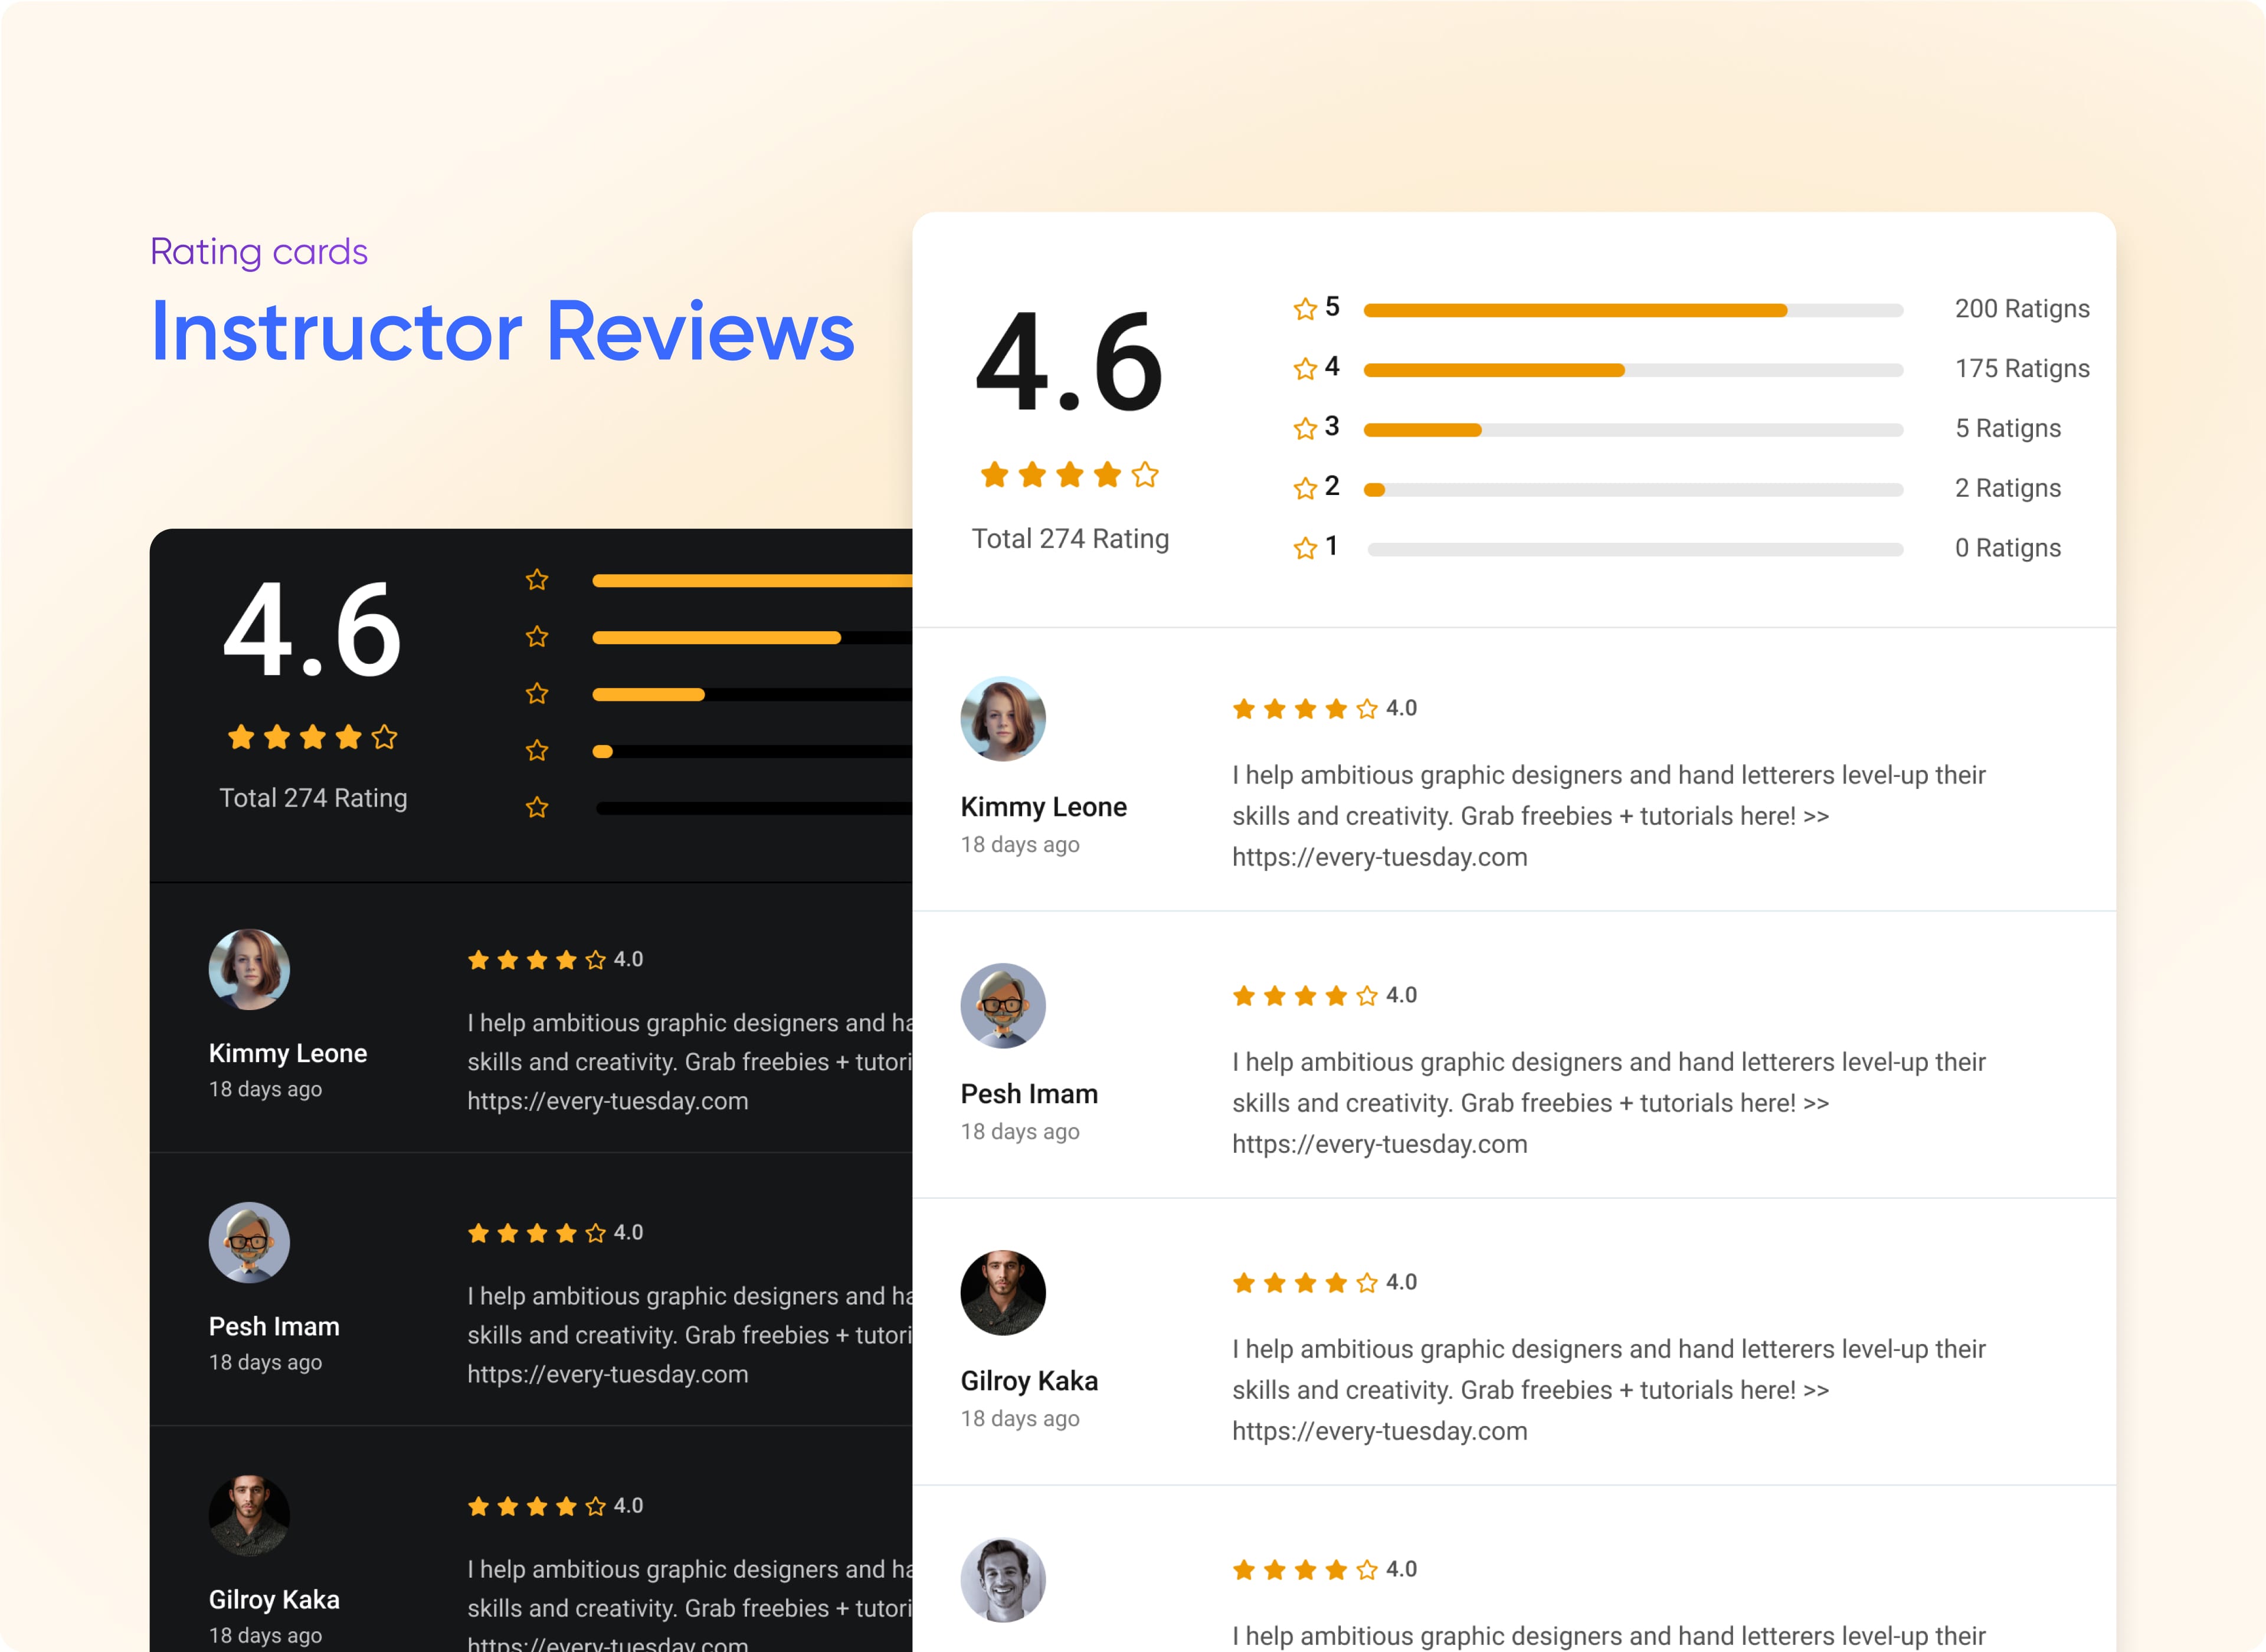 Rating cards
Instructor Reviews
4.6
Total 274 Rating
4.0
I help ambitious graphic designers and ha
skills and creativity. Grab freebies + tutori
https://every-tuesday.com
Kimmy Leone
18 days ago
4.0
I help ambitious graphic designers and ha
skills and creativity. Grab freebies + tutori
https://every-tuesday.com
Pesh Imam
18 days ago
4.0
I help ambitious graphic designers and ha
skills and creativity. Grab freebies + tutori
https://every-tuesday.com
Gilroy Kaka
18 days ago
4.6
Total 274 Rating
5 200 Ratigns
4 175 Ratigns
3 5 Ratigns
2 2 Ratigns
1 0 Ratigns
Kimmy Leone
18 days ago
4.0
I help ambitious graphic designers and hand letterers level-up their
skills and creativity. Grab freebies + tutorials here! >>
https://every-tuesday.com
Pesh Imam
18 days ago
4.0
I help ambitious graphic designers and hand letterers level-up their
skills and creativity. Grab freebies + tutorials here! >>
https://every-tuesday.com
Gilroy Kaka
18 days ago
4.0
I help ambitious graphic designers and hand letterers level-up their
skills and creativity. Grab freebies + tutorials here! >>
https://every-tuesday.com
4.0
I help ambitious graphic designers and hand letterers level-up their